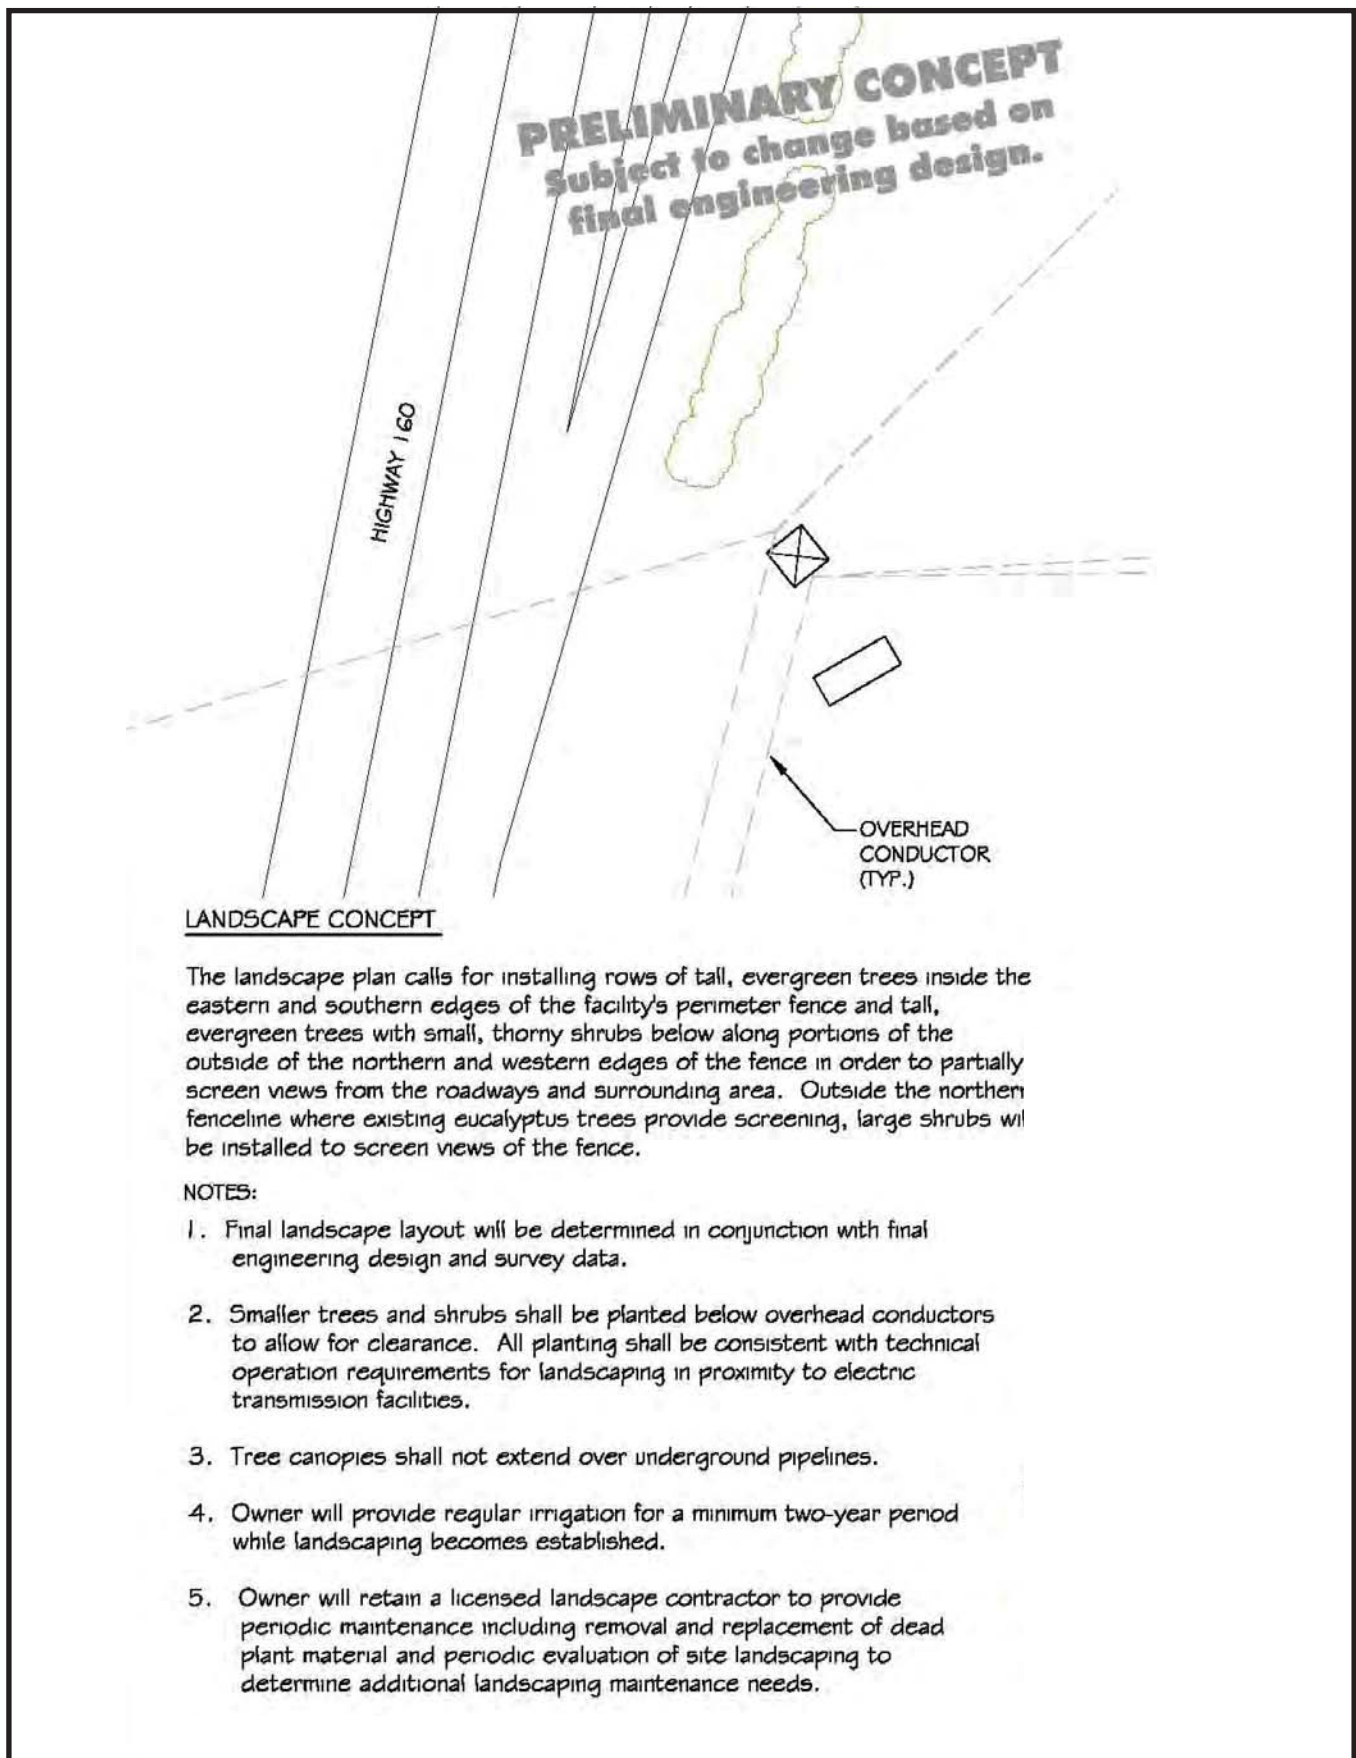 PRELIMINARY CONCEPT
Subject to change based on
final engineering design.
HIGHWAY 160
OVERHEAD
CONDUCTOR
(TYP.)
LANDSCAPE CONCEPT
The landscape plan calls for installing rows of tall, evergreen trees inside the
eastern and southern edges of the facility's perimeter fence and tall,
evergreen trees with small, thorny shrubs below along portions of the
outside of the northern and western edges of the fence in order to partially
screen views from the roadways and surrounding area. Outside the northern
fenceline where existing eucalyptus trees provide screening, large shrubs wil
be installed to screen views of the fence.
NOTES:
1. Final landscape layout will be determined in conjunction with final
engineering design and survey data.
2. Smaller trees and shrubs shall be planted below overhead conductors
to allow for clearance. All planting shall be consistent with technical
operation requirements for landscaping in proximity to electric
transmission facilities.
3. Tree canopies shall not extend over underground pipelines.
4. Owner will provide regular irrigation for a minimum two-year period
while landscaping becomes established.
5. Owner will retain a licensed landscape contractor to provide
periodic maintenance including removal and replacement of dead
plant material and periodic evaluation of site landscaping to
determine additional landscaping maintenance needs.